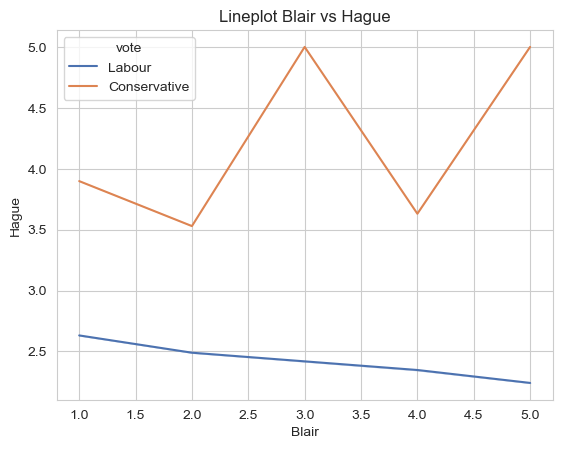 Lineplot Blair vs Hague
vote
Labour
Conservative
5.0
4.5
4.0
3.5
3.0
2.5
Hague
1.0 1.5 2.0 2.5 3.0 3.5 4.0 4.5 5.0
Blair